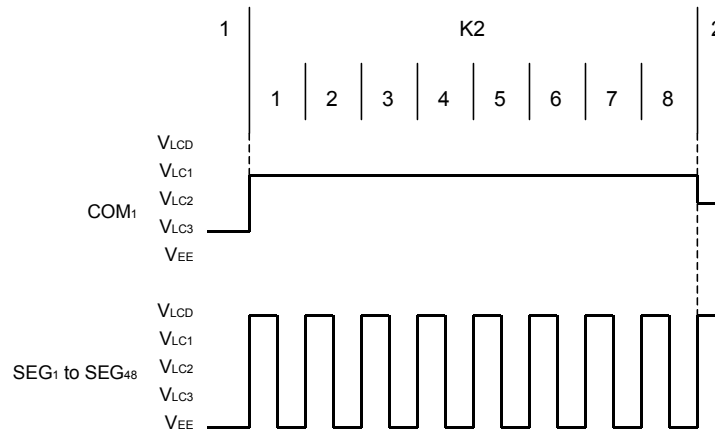 1 K2 2
1 2 3 4 5 6 7 8
VLCD
VLC1
VLC2
COM1
VLC3
VEE
VLCD
VLC1
VLC2
SEG1 to SEG48
VLC3
VEE